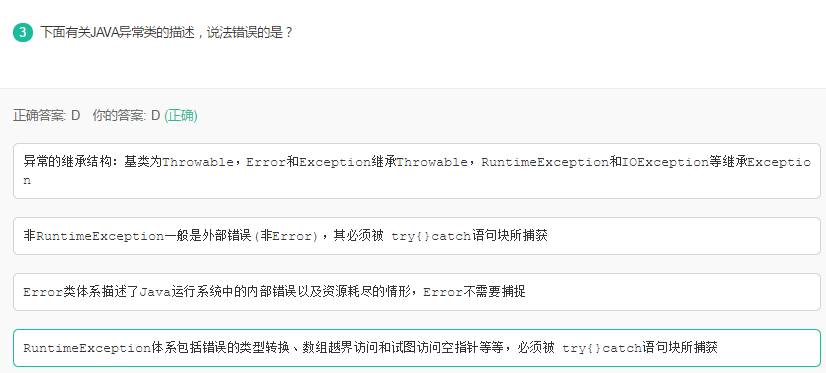 3 下面有关JAVA异常类的描述，说法错误的是？
正确答案: D 你的答案: D (正确)
异常的继承结构：基类为Throwable，Error和Exception继承Throwable，RuntimeException和IOException等继承Exceptio
n
非RuntimeException一般是外部错误(非Error)，其必须被 try{}catch语句块所捕获
Error类体系描述了Java运行系统中的内部错误以及资源耗尽的情形，Error不需要捕捉
RuntimeException体系包括错误的类型转换、数组越界访问和试图访问空指针等等，必须被 try{}catch语句块所捕获